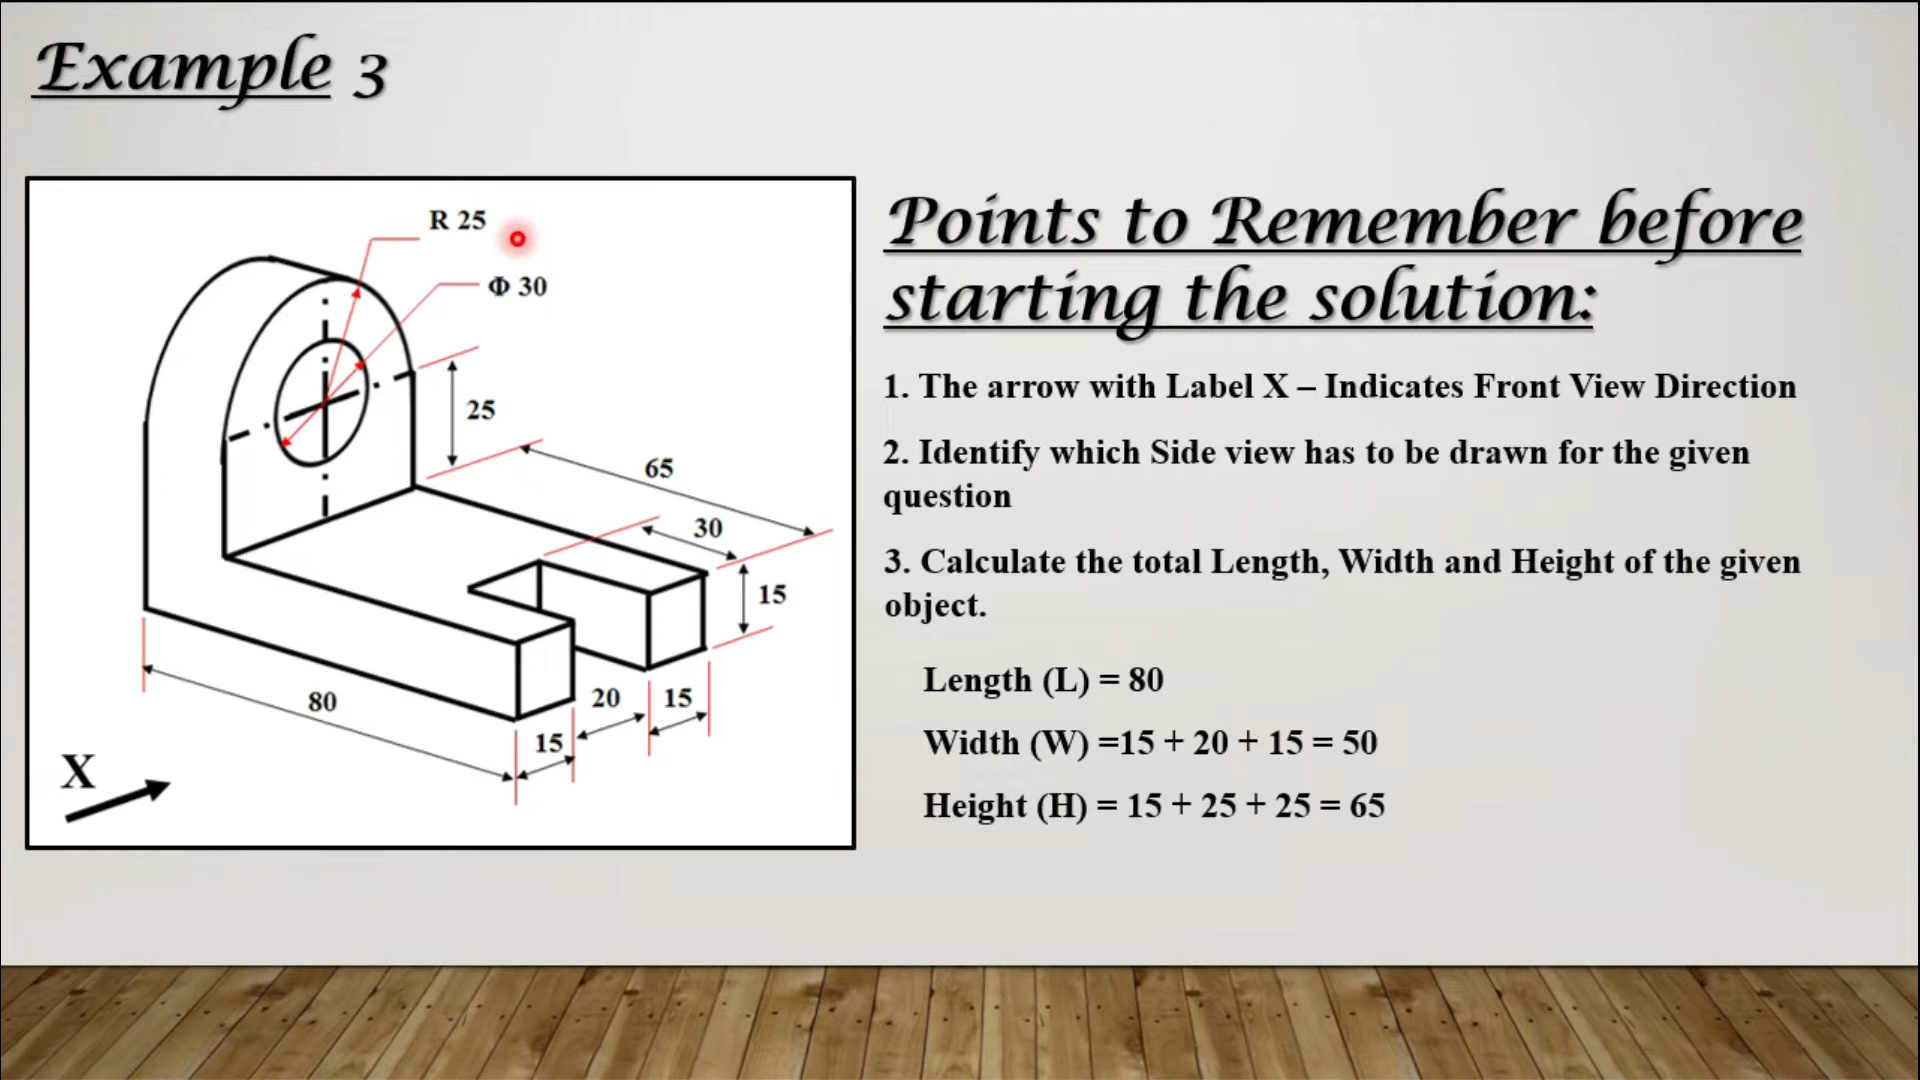 Example 3
R 25
Φ 30
25
65
30
15
80
20
15
15
X
Points to Remember before
starting the solution:
1. The arrow with Label X – Indicates Front View Direction
2. Identify which Side view has to be drawn for the given
question
3. Calculate the total Length, Width and Height of the given
object.
Length (L) = 80
Width (W) =15 + 20 + 15 = 50
Height (H) = 15 + 25 + 25 = 65